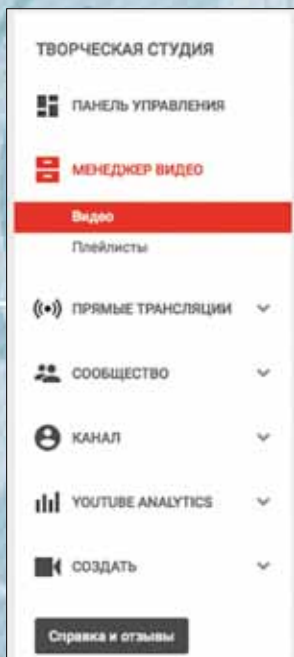 ТВОРЧЕСКАЯ СТУДИЯ
ПАНЕЛЬ УПРАВЛЕНИЯ
МЕНЕДЖЕР ВИДЕО
Видео
Плейлисты
ПРЯМЫЕ ТРАНСЛЯЦИИ
СООБЩЕСТВО
КАНАЛ
YOUTUBE ANALYTICS
СОЗДАТЬ
Справка и отзывы